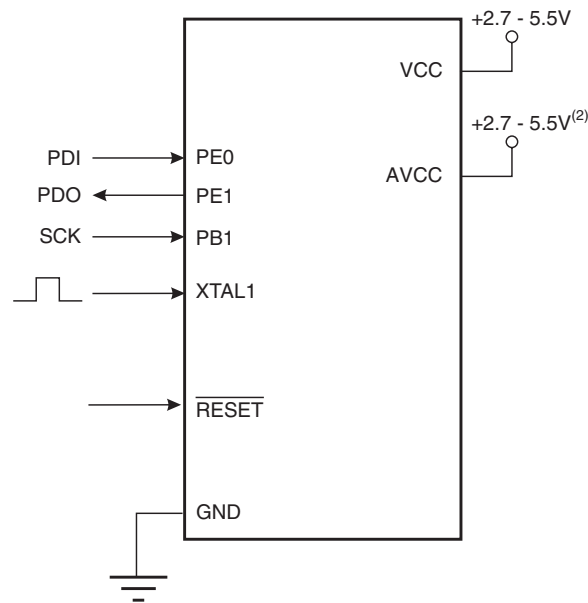 +2.7 - 5.5V
VCC
+2.7 - 5.5V(2)
AVCC
PDI PE0
PDO PE1
SCK PB1
XTAL1
RESET
GND